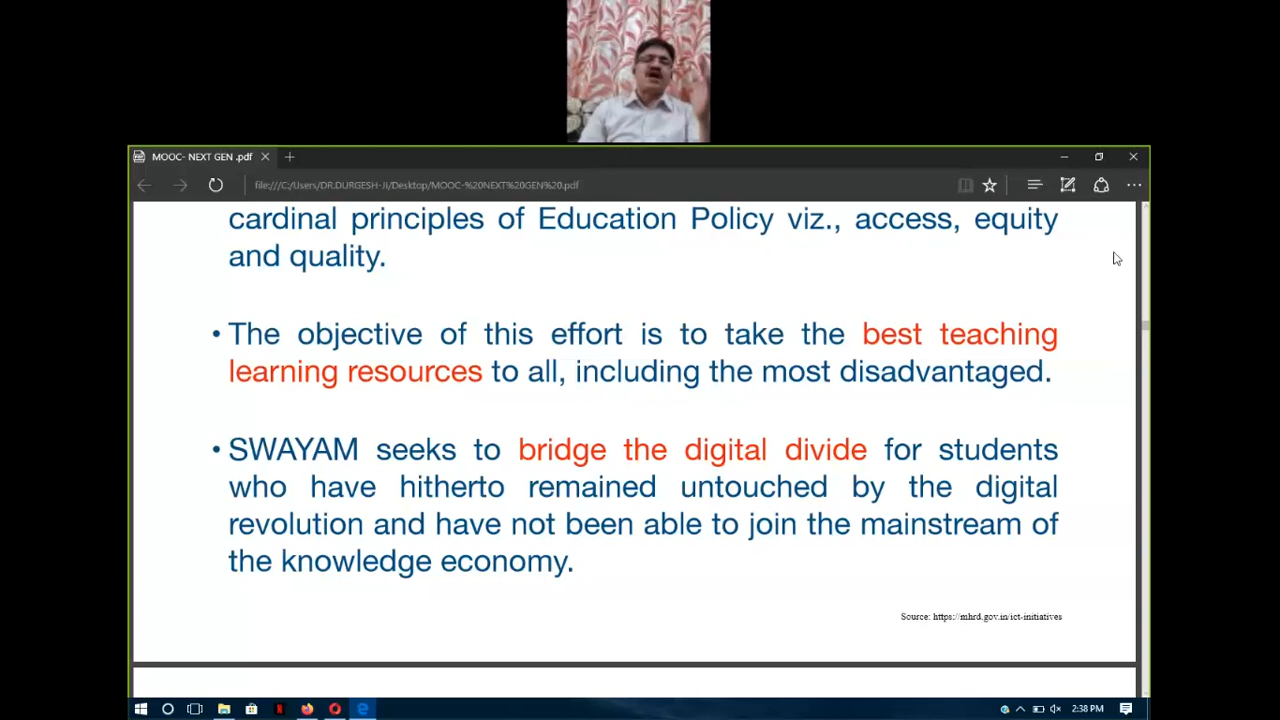 MOOC- NEXT GEN .pdf
file:///C:/Users/DR.DURGESH-JI/Desktop/MOOC-%20NEXT%20GEN%20.pdf
cardinal principles of Education Policy viz., access, equity
and quality.
• The objective of this effort is to take the best teaching
learning resources to all, including the most disadvantaged.
• SWAYAM seeks to bridge the digital divide for students
who have hitherto remained untouched by the digital
revolution and have not been able to join the mainstream of
the knowledge economy.
Source: https://mhrd.gov.in/ict-initiatives
2:38 PM